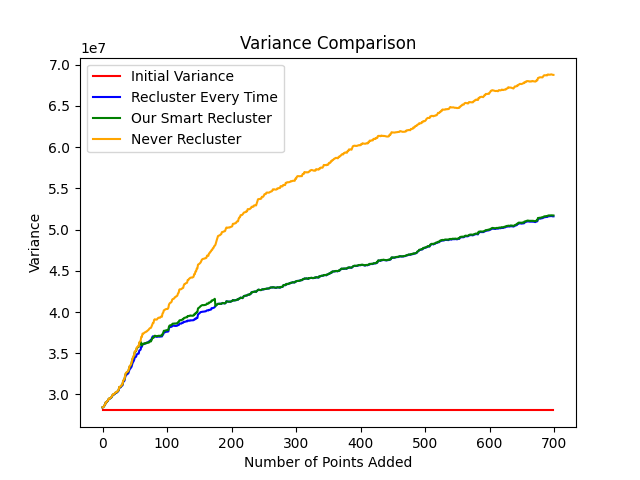 Variance Comparison
1e7
7.0
6.5
6.0
5.5
5.0
4.5
4.0
3.5
3.0
Variance
Initial Variance
Recluster Every Time
Our Smart Recluster
Never Recluster
0 100 200 300 400 500 600 700
Number of Points Added